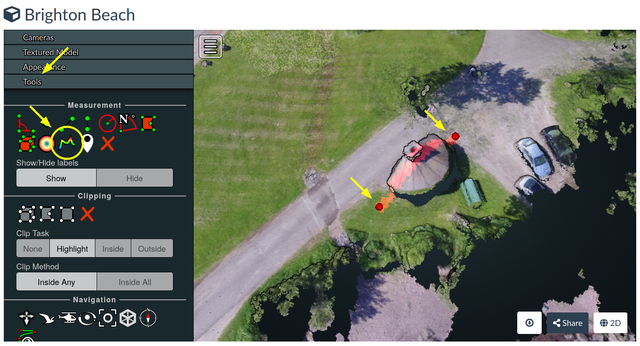 Brighton Beach
Cameras
Textured Model
Appearance
Tools
Measurement
N
Show/Hide labels
Show Hide
Clipping
Clip Task
None Highlight Inside Outside
Clip Method
Inside Any Inside All
Navigation
Share 2D